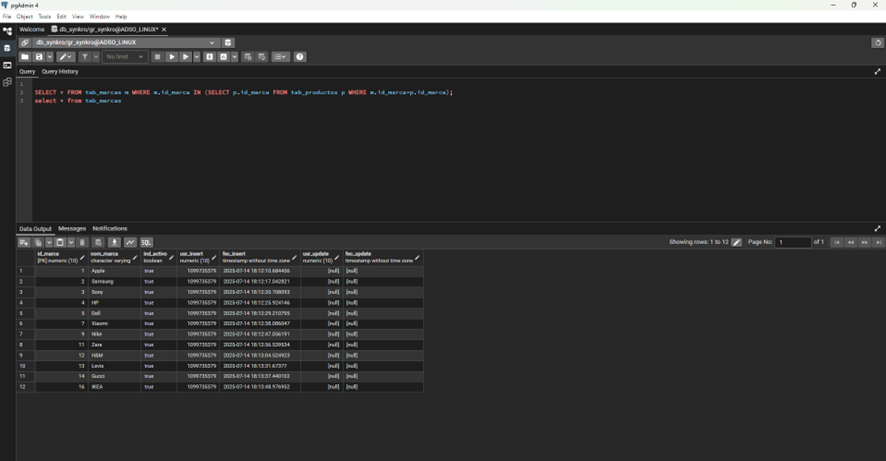 pgAdmin 4
File Object Tools Edit View Window Help
Welcome db_synkro/gr_synkro@ADSO_LINUX*
db_synkro/gr_synkro@ADSO_LINUX
No limit
Query Query History
1
2 SELECT * FROM tab_marcas m WHERE m.id_marca IN (SELECT p.id_marca FROM tab_productos p WHERE m.id_marca=p.id_marca);
3 select * from tab_marcas
Data Output Messages Notifications
SQL Showing rows: 1 to 12 Page No: 1 of 1
id_marca nom_marca ind_activo usr_insert fec_insert usr_update fec_update
[PK] numeric (10) character varying boolean numeric (10) timestamp without time zone numeric (10) timestamp without time zone
1 1 Apple true 1099735379 2025-07-14 18:12:10.684456 [null] [null]
2 2 Samsung true 1099735379 2025-07-14 18:12:17.042821 [null] [null]
3 3 Sony true 1099735379 2025-07-14 18:12:20.708093 [null] [null]
4 4 HP true 1099735379 2025-07-14 18:12:25.924146 [null] [null]
5 5 Dell true 1099735379 2025-07-14 18:12:29.210795 [null] [null]
6 7 Xiaomi true 1099735379 2025-07-14 18:12:38.086047 [null] [null]
7 9 Nike true 1099735379 2025-07-14 18:12:47.056191 [null] [null]
8 11 Zara true 1099735379 2025-07-14 18:12:56.539534 [null] [null]
9 12 H&M true 1099735379 2025-07-14 18:13:04.524923 [null] [null]
10 13 Levis true 1099735379 2025-07-14 18:13:31.67377 [null] [null]
11 14 Gucci true 1099735379 2025-07-14 18:13:37.440102 [null] [null]
12 16 IKEA true 1099735379 2025-07-14 18:13:48.976952 [null] [null]